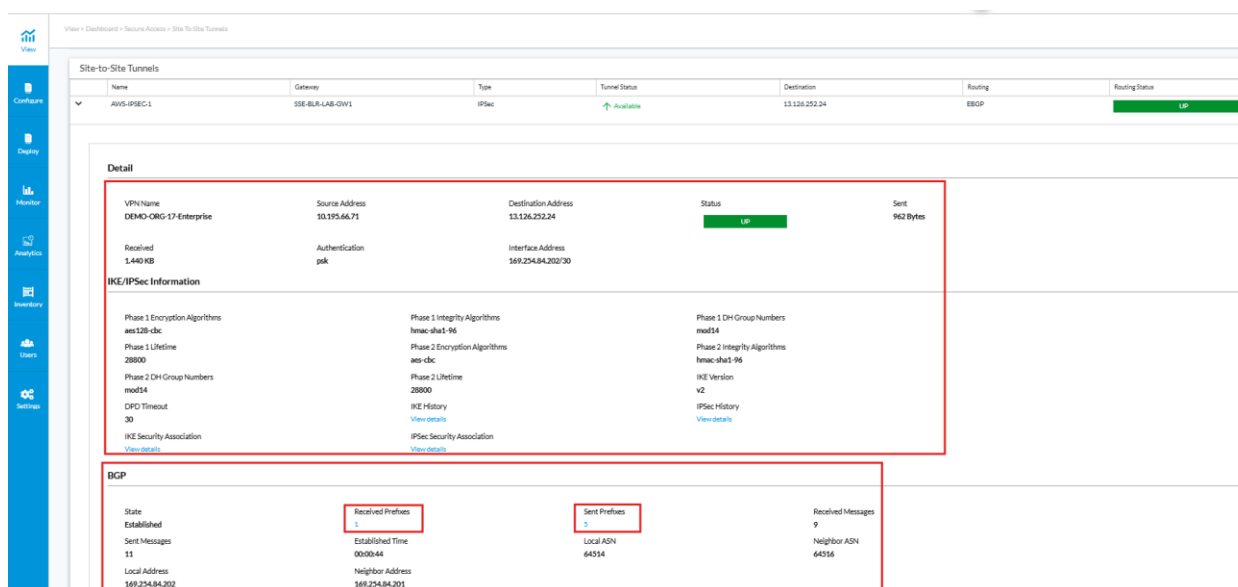 View > Dashboard > Secure Access > Site To Site Tunnels
View
Configure
Deploy
Monitor
Analytics
Inventory
Users
Settings
Site-to-Site Tunnels
Name Gateway Type Tunnel Status Destination Routing Routing Status
AWS-IPSEC-1 SSE-BLR-LAB-GW1 IPSec Available 13.126.252.24 EBGP UP
Detail
VPN Name Source Address Destination Address Status Sent
DEMO-ORG-17-Enterprise 10.195.66.71 13.126.252.24 UP 962 Bytes
Received Authentication Interface Address
1.440 KB psk 169.254.84.202/30
IKE/IPSec Information
Phase 1 Encryption Algorithms Phase 1 Integrity Algorithms Phase 1 DH Group Numbers
aes128-cbc hmac-sha1-96 mod14
Phase 1 Lifetime Phase 2 Encryption Algorithms Phase 2 Integrity Algorithms
28800 aes-cbc hmac-sha1-96
Phase 2 DH Group Numbers Phase 2 Lifetime IKE Version
mod14 28800 v2
DPD Timeout IKE History IPSec History
30 View details View details
IKE Security Association IPSec Security Association
View details View details
BGP
State Received Prefixes Sent Prefixes Received Messages
Established 1 5 9
Sent Messages Established Time Local ASN Neighbor ASN
11 00:00:44 64514 64516
Local Address Neighbor Address
169.254.84.202 169.254.84.201